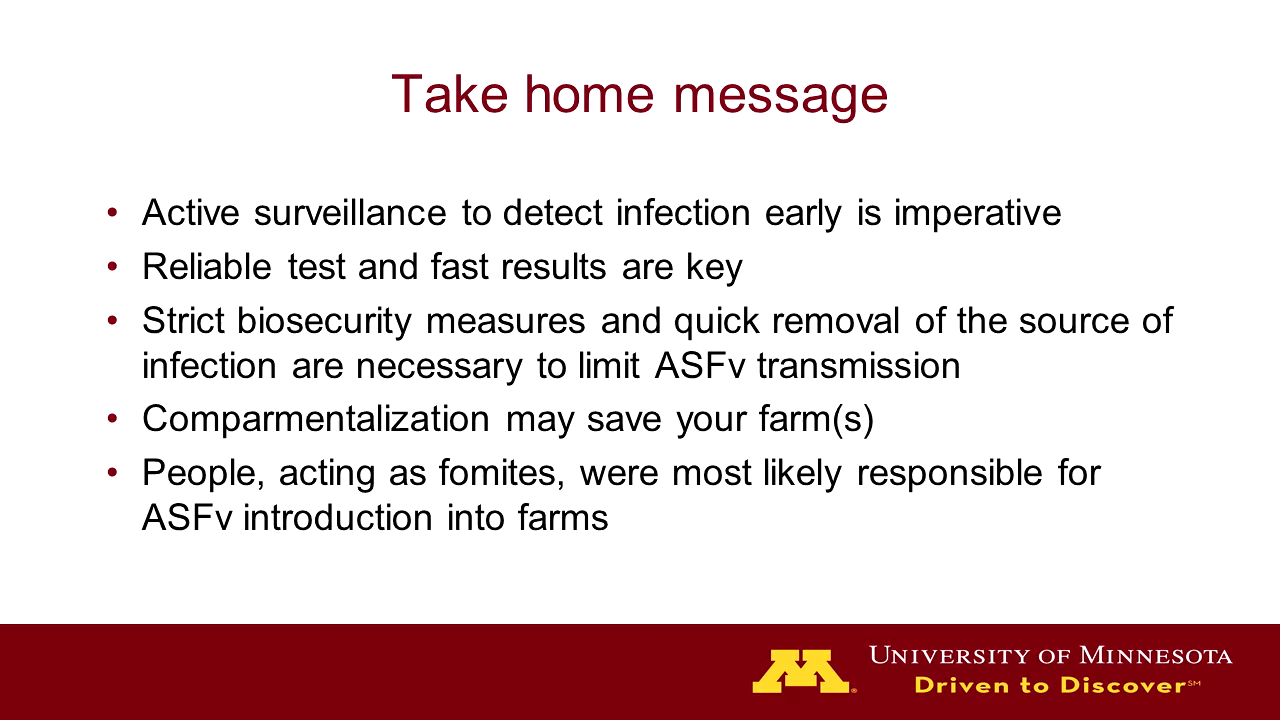 Take home message
• Active surveillance to detect infection early is imperative
• Reliable test and fast results are key
• Strict biosecurity measures and quick removal of the source of
infection are necessary to limit ASFv transmission
• Comparmentalization may save your farm(s)
• People, acting as fomites, were most likely responsible for
ASFv introduction into farms
M®
UNIVERSITY OF MINNESOTA
Driven to Discover℠